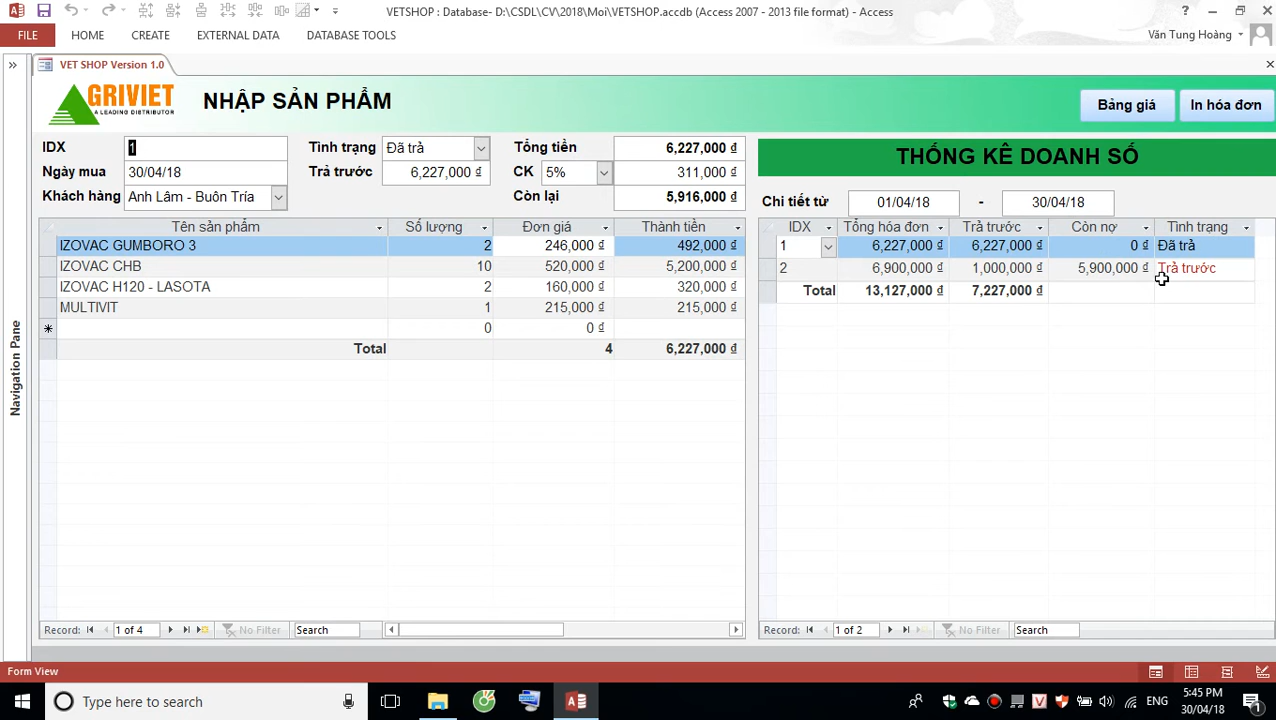 VETSHOP : Database- D:\CSDL\CV\2018\Moi\VETSHOP.accdb (Access 2007 - 2013 file format) - Access
FILE HOME CREATE EXTERNAL DATA DATABASE TOOLS Văn Tung Hoàng
VET SHOP Version 1.0
GRIVIET
A LEADING DISTRIBUTOR
NHẬP SẢN PHẨM
Bảng giá In hóa đơn
IDX 1 Tình trạng Đã trả Tổng tiền 6,227,000 ₫
Ngày mua 30/04/18 Trả trước 6,227,000 ₫ CK 5% 311,000 ₫
Khách hàng Anh Lâm - Buôn Tría Còn lại 5,916,000 ₫
Tên sản phẩm Số lượng Đơn giá Thành tiền
IZOVAC GUMBORO 3 2 246,000 ₫ 492,000 ₫
IZOVAC CHB 10 520,000 ₫ 5,200,000 ₫
IZOVAC H120 - LASOTA 2 160,000 ₫ 320,000 ₫
MULTIVIT 1 215,000 ₫ 215,000 ₫
0 0 ₫
Total 4 6,227,000 ₫
Record: 1 of 4 No Filter Search
THỐNG KÊ DOANH SỐ
Chi tiết từ 01/04/18 - 30/04/18
IDX Tổng hóa đơn Trả trước Còn nợ Tình trạng
1 6,227,000 ₫ 6,227,000 ₫ 0 ₫ Đã trả
2 6,900,000 ₫ 1,000,000 ₫ 5,900,000 ₫ Trả trước
Total 13,127,000 ₫ 7,227,000 ₫
Record: 1 of 2 No Filter Search
Navigation Pane
Form View
Type here to search
ENG
5:45 PM
30/04/18
1